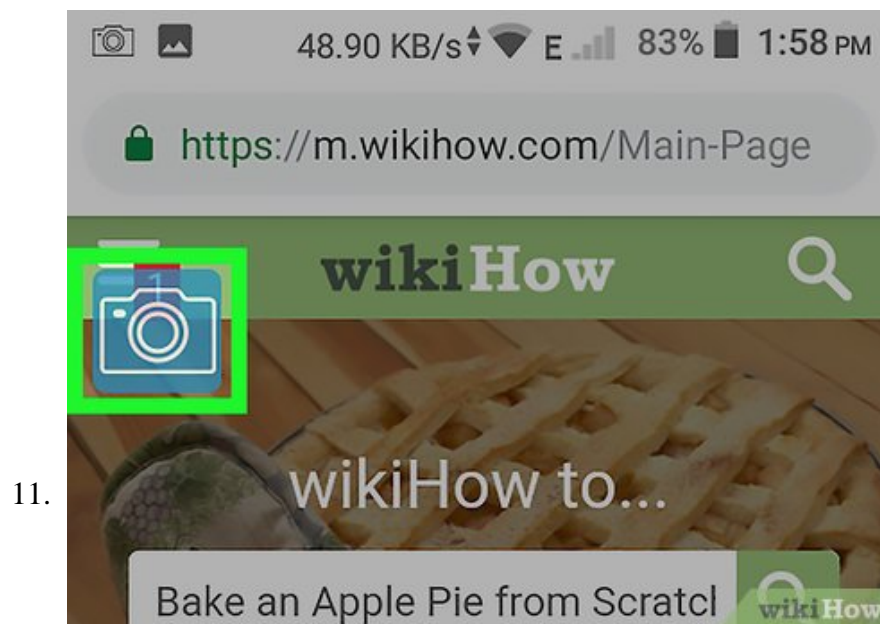 48.90 KB/s E 83% 1:58 PM
https://m.wikihow.com/Main-Page
1
wikiHow
wikiHow to...
11.
Bake an Apple Pie from Scratcl
wikiHow